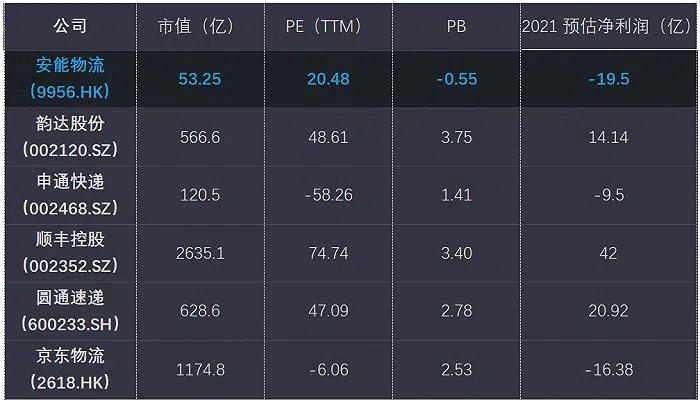 公司 市值（亿） PE（TTM） PB 2021 预估净利润（亿）
安能物流
（9956.HK） 53.25 20.48 -0.55 -19.5
韵达股份
（002120.SZ） 566.6 48.61 3.75 14.14
申通快递
（002468.SZ） 120.5 -58.26 1.41 -9.5
顺丰控股
（002352.SZ） 2635.1 74.74 3.40 42
圆通速递
（600233.SH） 628.6 47.09 2.78 20.92
京东物流
（2618.HK） 1174.8 -6.06 2.53 -16.38